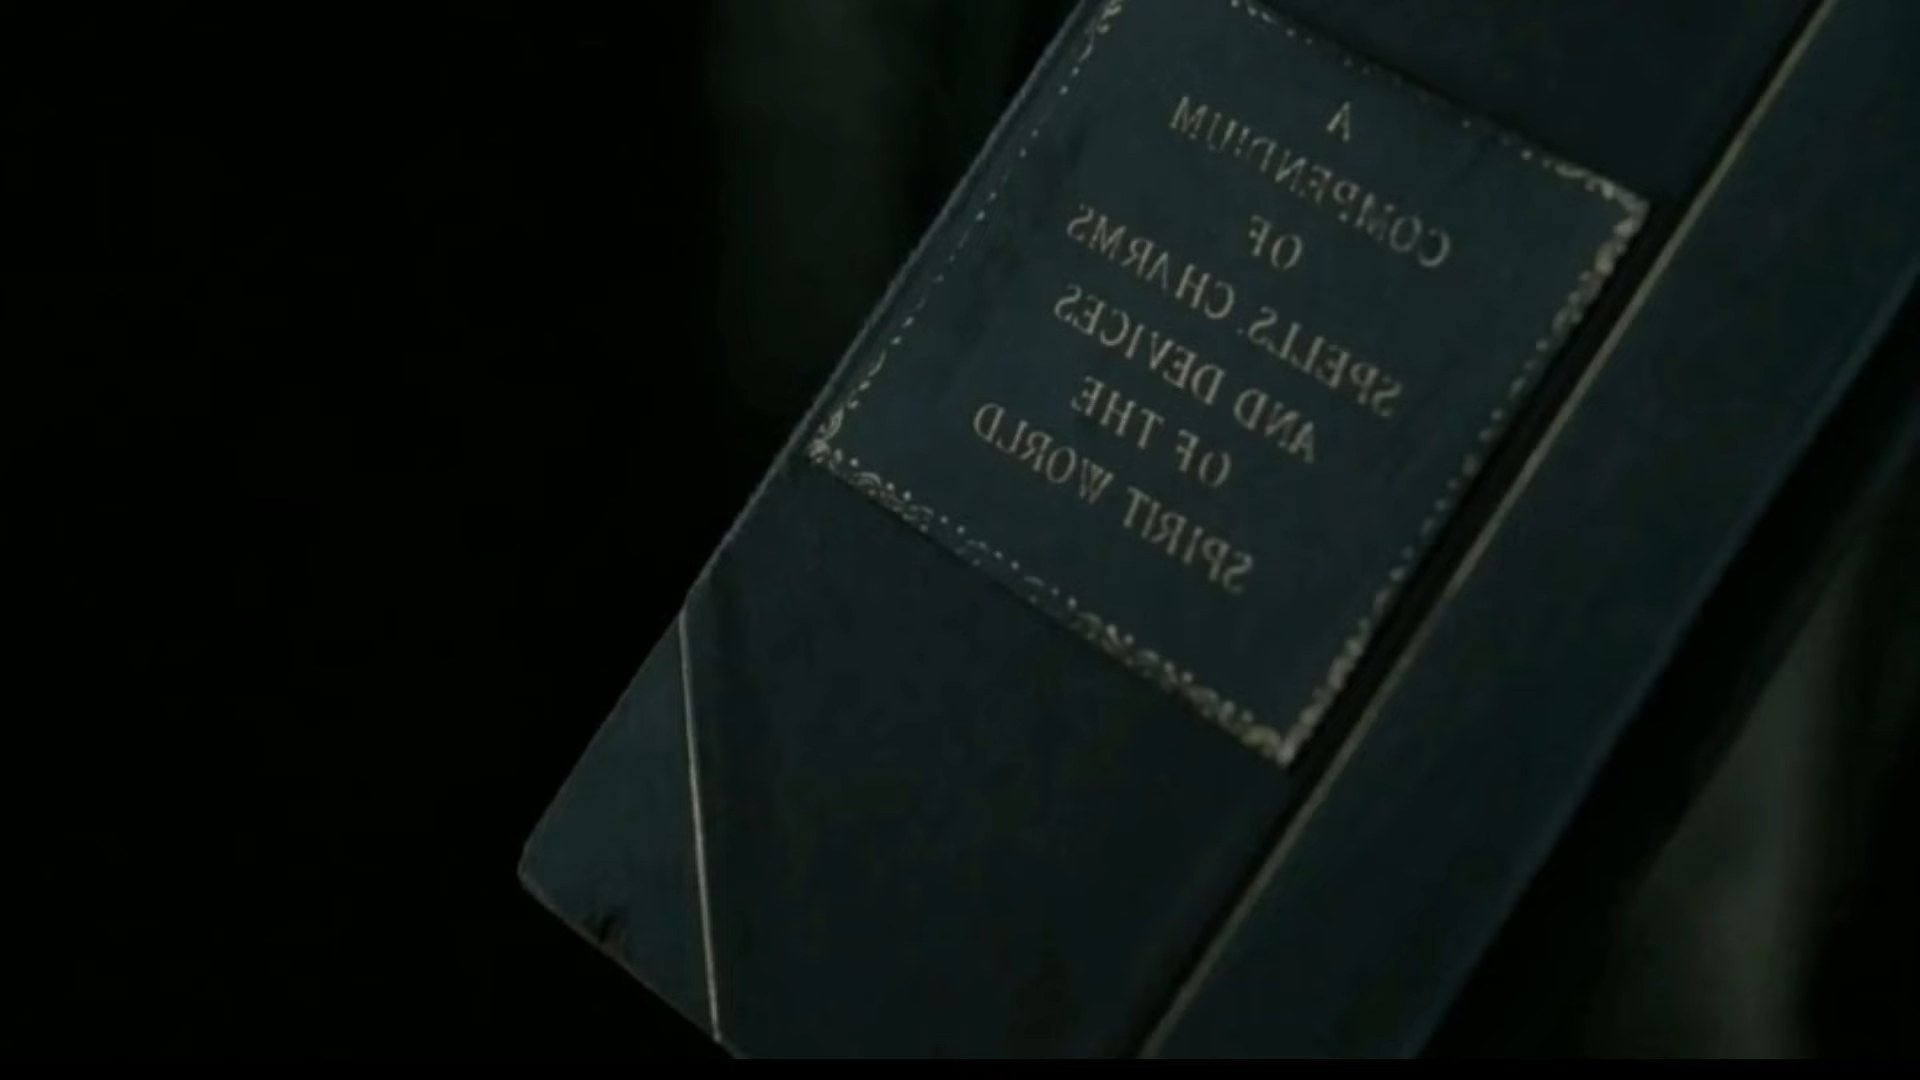 A
COMPENDIUM
OF
SPELLS, CHARMS
AND DEVICES
OF THE
SPIRIT WORLD